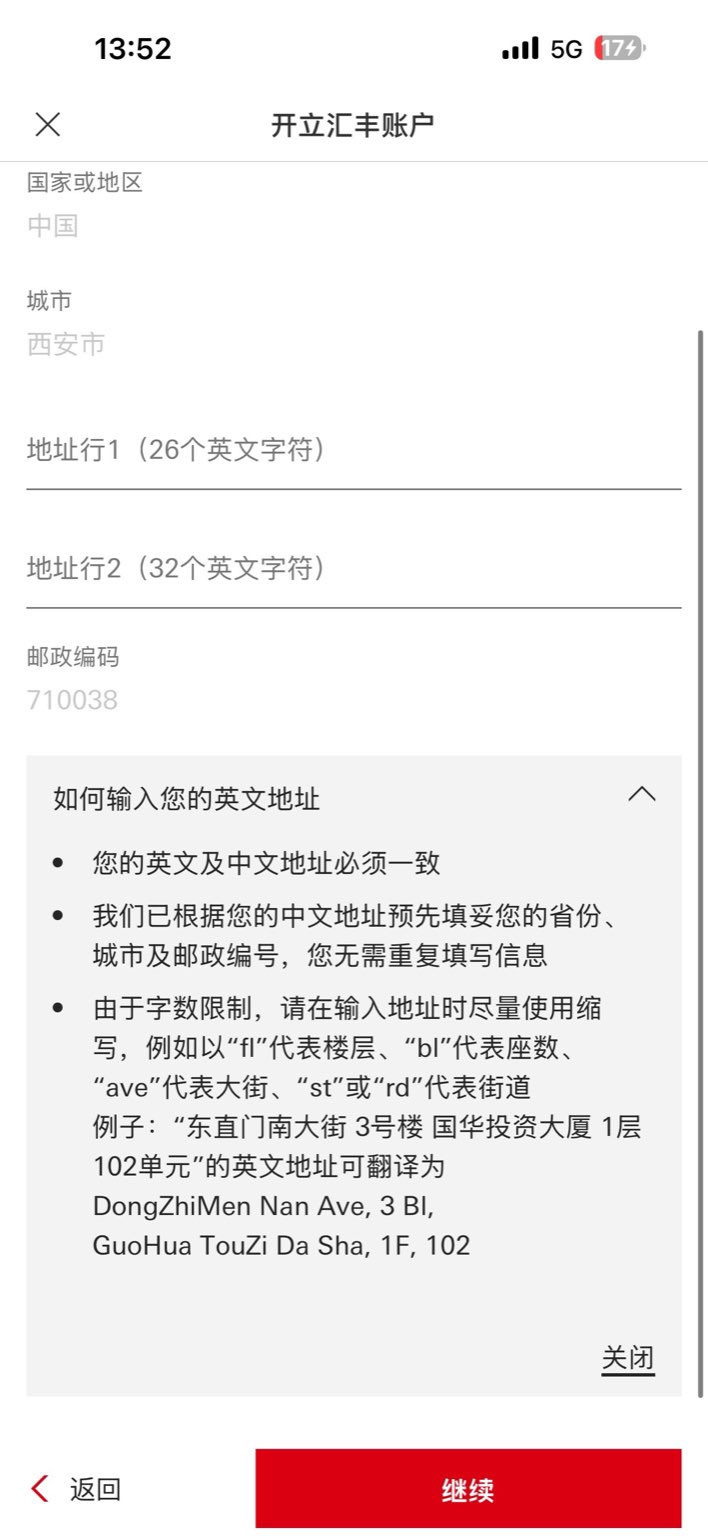 13:52
5G 17
开立汇丰账户
国家或地区
中国
城市
西安市
地址行1（26个英文字符）
地址行2（32个英文字符）
邮政编码
710038
如何输入您的英文地址
• 您的英文及中文地址必须一致
• 我们已根据您的中文地址预先填妥您的省份、
城市及邮政编号，您无需重复填写信息
• 由于字数限制，请在输入地址时尽量使用缩
写，例如以“fl”代表楼层、“bl”代表座数、
“ave”代表大街、“st”或“rd”代表街道
例子：“东直门南大街 3号楼 国华投资大厦 1层
102单元”的英文地址可翻译为
DongZhiMen Nan Ave, 3 Bl,
GuoHua TouZi Da Sha, 1F, 102
关闭
返回
继续